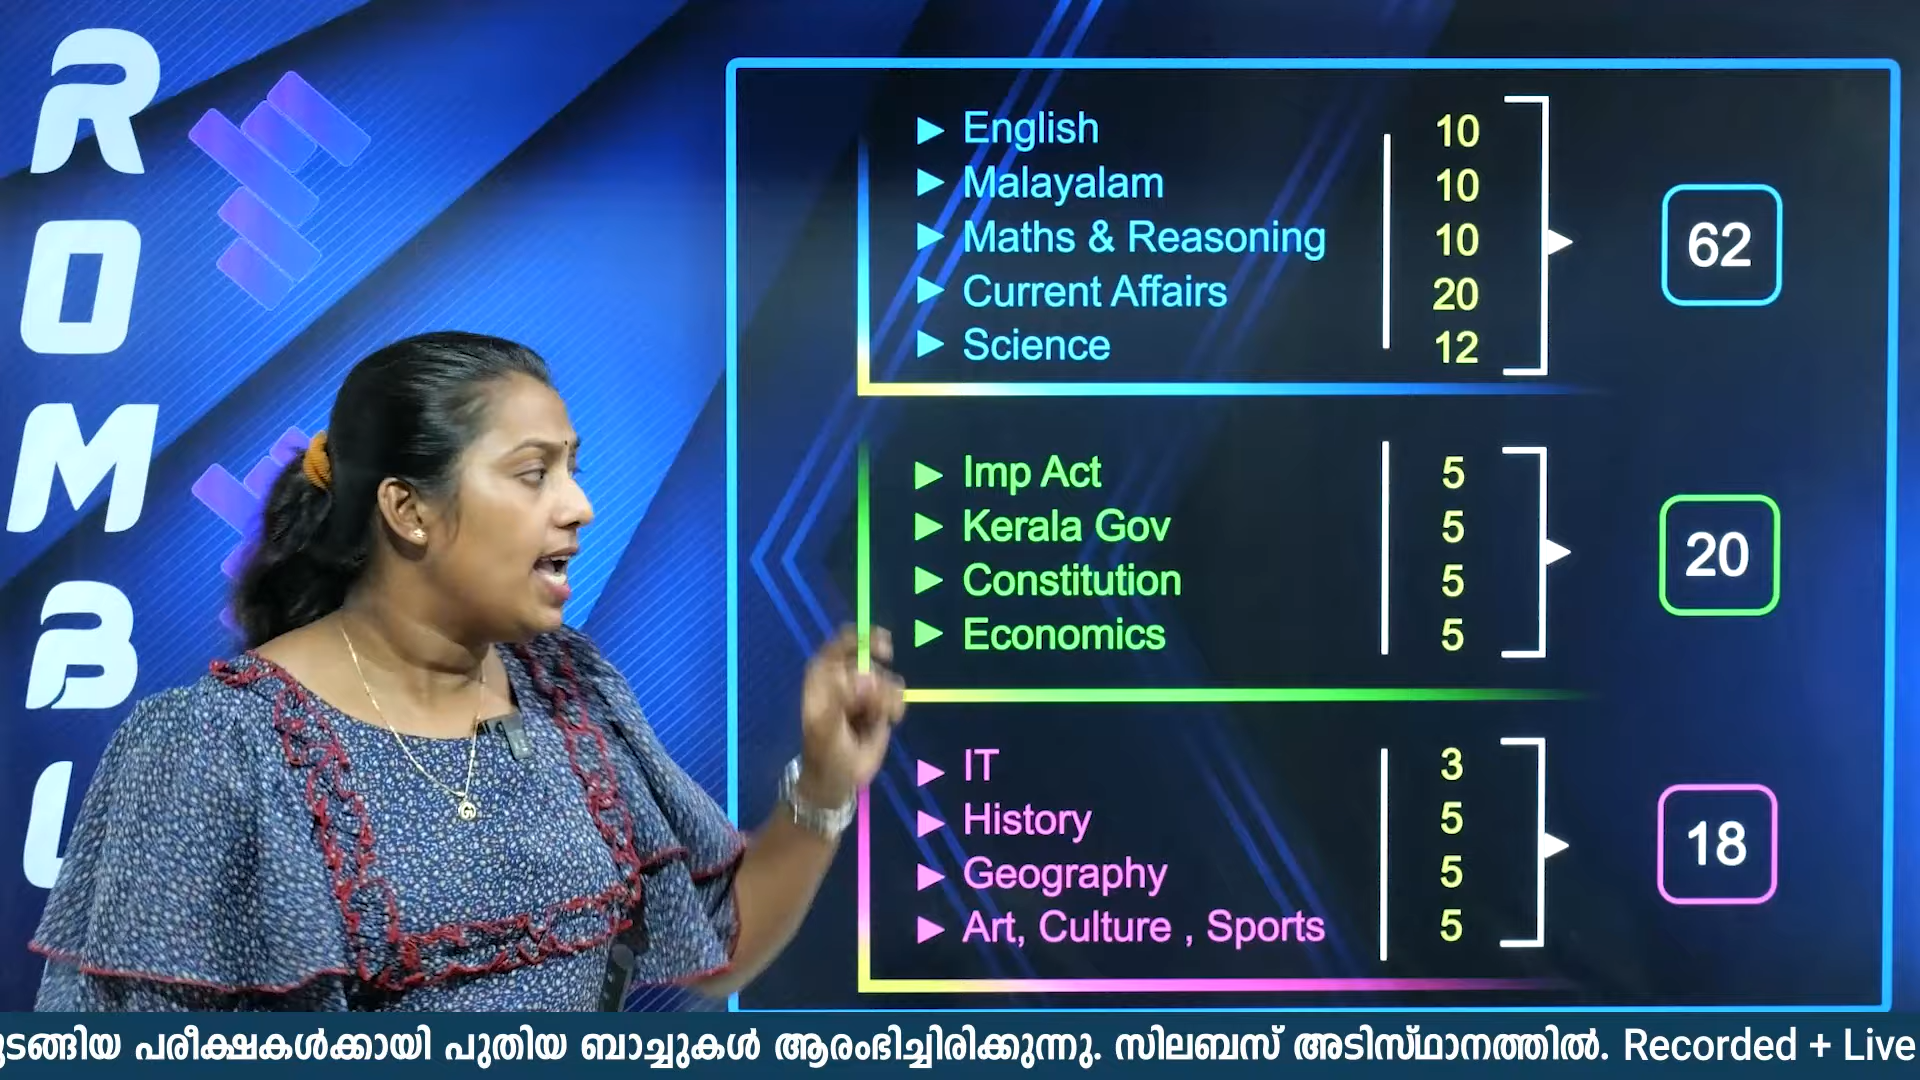 ROMB
English 10
Malayalam 10
Maths & Reasoning 10
Current Affairs 20
Science 12
62
Imp Act 5
Kerala Gov 5
Constitution 5
Economics 5
20
IT 3
History 5
Geography 5
Art, Culture , Sports 5
18
പരീക്ഷകൾക്കായി പുതിയ ബാച്ചുകൾ ആരംഭിച്ചിരിക്കുന്നു. സിലബസ് അടിസ്ഥാനത്തിൽ. Recorded + Live